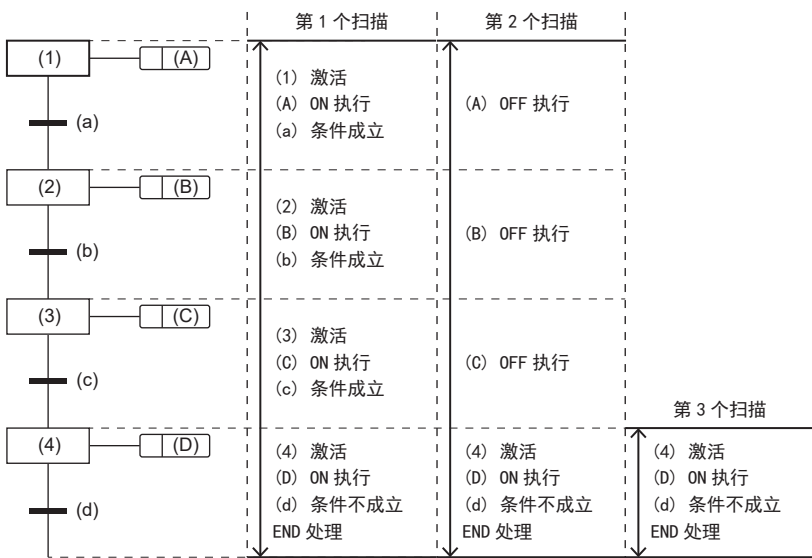 第 1 个扫描
第 2 个扫描
(1)
(A)
(a)
(1) 激活
(A) ON 执行
(a) 条件成立
(A) OFF 执行
(2)
(B)
(b)
(2) 激活
(B) ON 执行
(b) 条件成立
(B) OFF 执行
(3)
(C)
(c)
(3) 激活
(C) ON 执行
(c) 条件成立
(C) OFF 执行
第 3 个扫描
(4)
(D)
(d)
(4) 激活
(D) ON 执行
(d) 条件不成立
END 处理
(4) 激活
(D) ON 执行
(d) 条件不成立
END 处理
(4) 激活
(D) ON 执行
(d) 条件不成立
END 处理